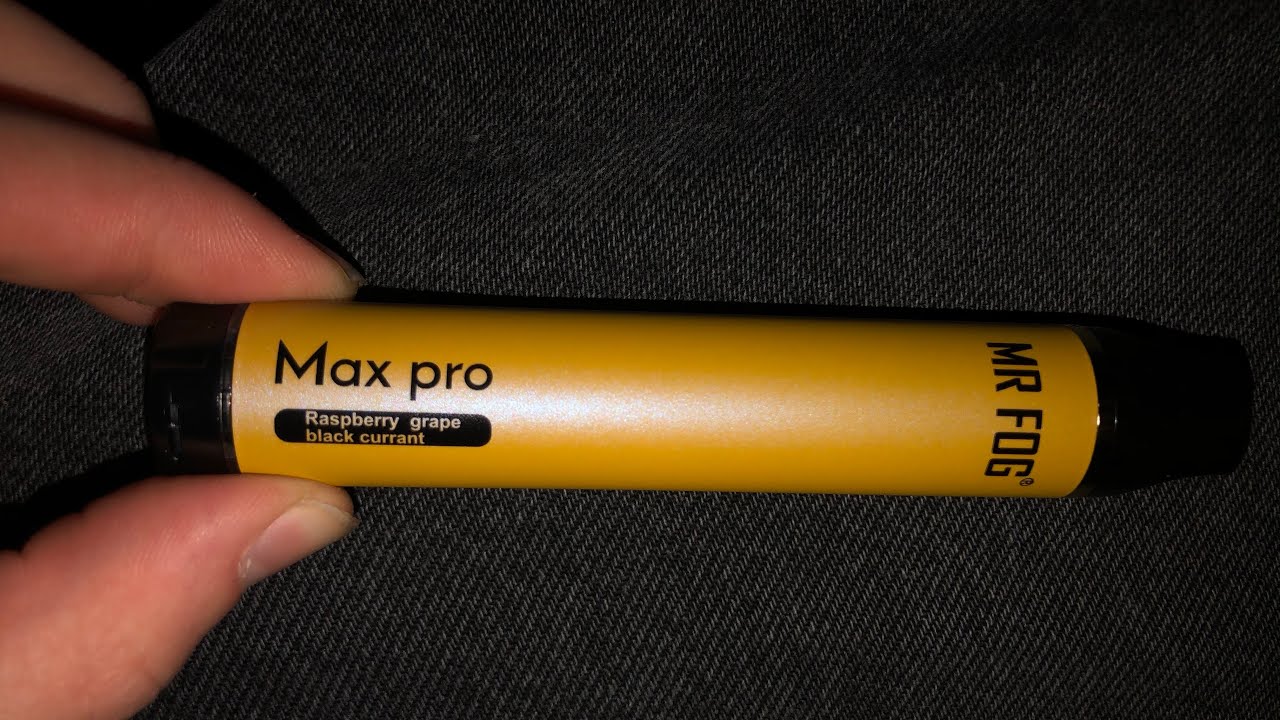 Max pro
Raspberry grape
black currant
MR FOG®